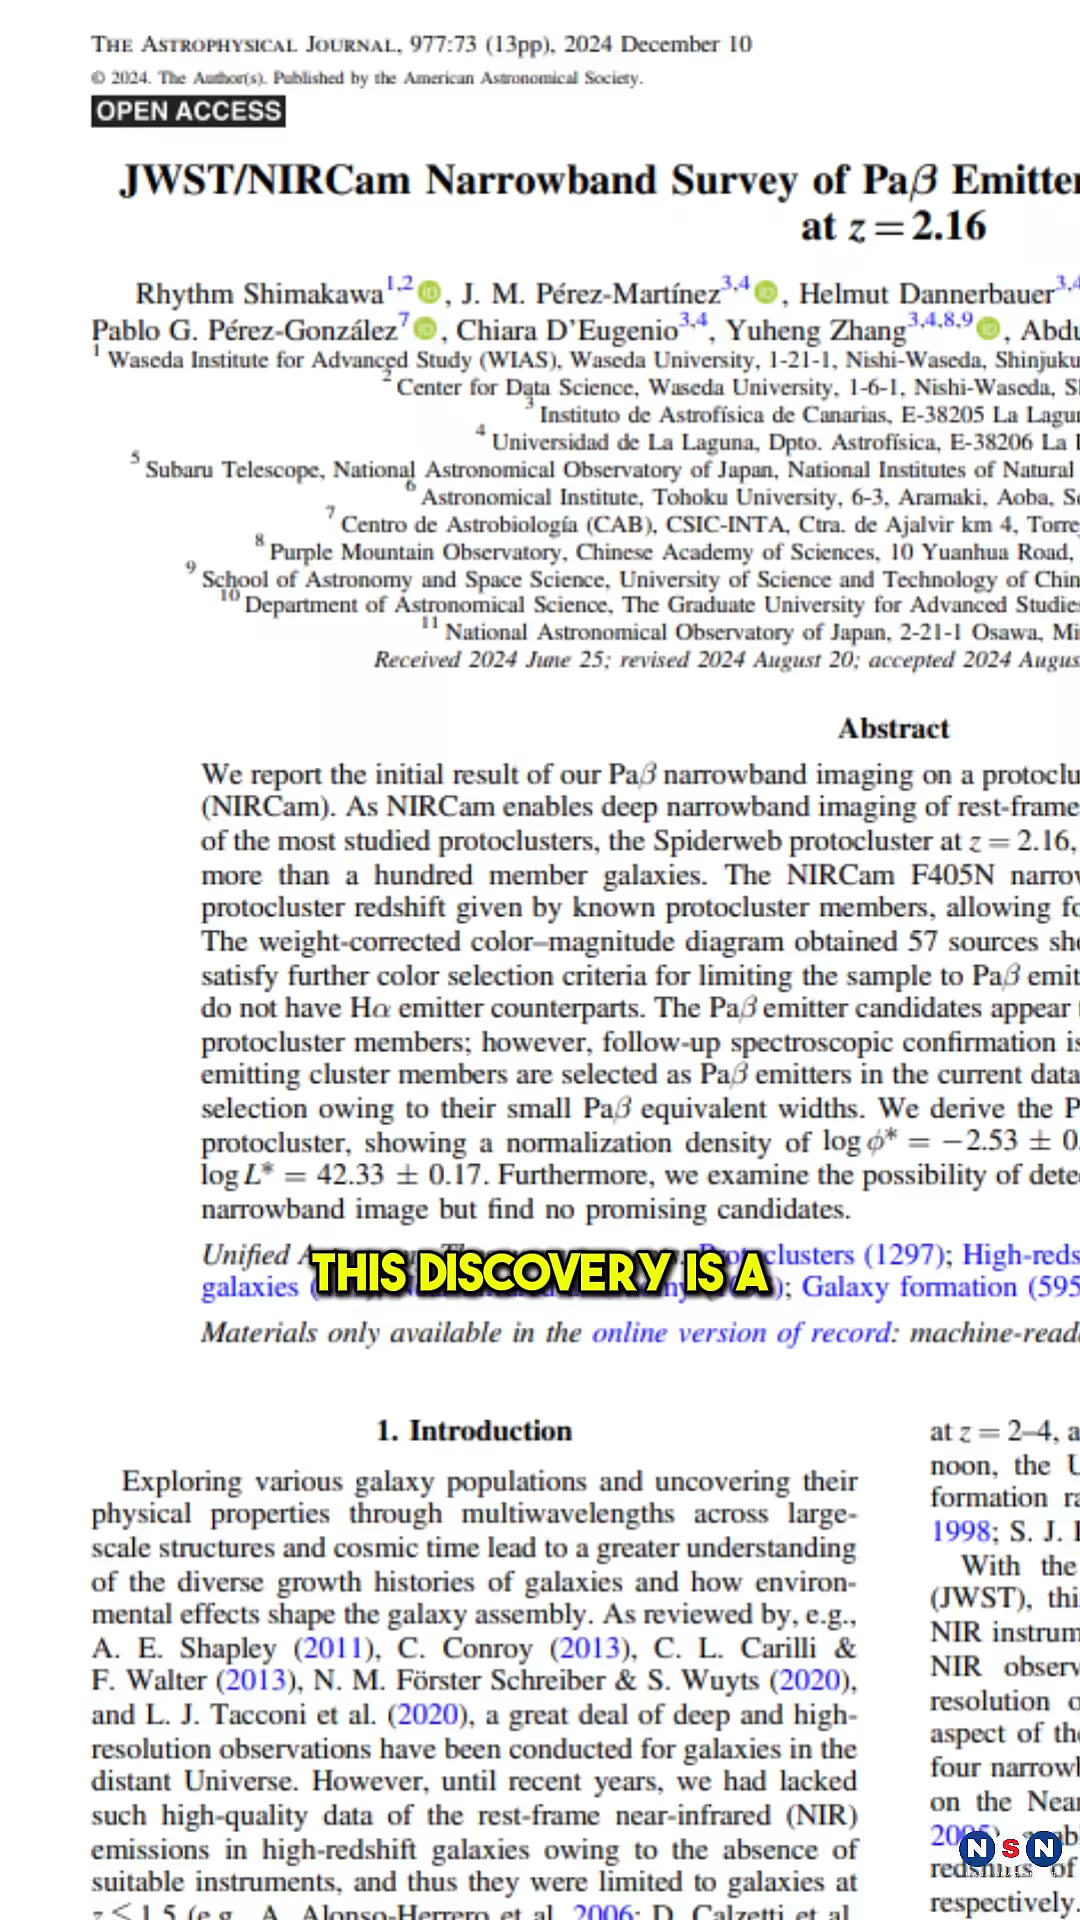 THE ASTROPHYSICAL JOURNAL, 977:73 (13pp), 2024 December 10
© 2024. The Author(s). Published by the American Astronomical Society.
OPEN ACCESS
JWST/NIRCam Narrowband Survey of Paβ Emitter
at z = 2.16
Rhythm Shimakawa1,2, J. M. Pérez-Martínez3,4, Helmut Dannerbauer3,4
Pablo G. Pérez-González7, Chiara D'Eugenio3,4, Yuheng Zhang3,4,8,9, Abdu
1 Waseda Institute for Advanced Study (WIAS), Waseda University, 1-21-1, Nishi-Waseda, Shinjuku
2 Center for Data Science, Waseda University, 1-6-1, Nishi-Waseda, Sh
3 Instituto de Astrofísica de Canarias, E-38205 La Lagun
4 Universidad de La Laguna, Dpto. Astrofísica, E-38206 La
5 Subaru Telescope, National Astronomical Observatory of Japan, National Institutes of Natural
6 Astronomical Institute, Tohoku University, 6-3, Aramaki, Aoba, Se
7 Centro de Astrobiología (CAB), CSIC-INTA, Ctra. de Ajalvir km 4, Torre
8 Purple Mountain Observatory, Chinese Academy of Sciences, 10 Yuanhua Road,
9 School of Astronomy and Space Science, University of Science and Technology of Chin
10 Department of Astronomical Science, The Graduate University for Advanced Studie
11 National Astronomical Observatory of Japan, 2-21-1 Osawa, Mi
Received 2024 June 25; revised 2024 August 20; accepted 2024 Augus
Abstract
We report the initial result of our Paβ narrowband imaging on a protoclu
(NIRCam). As NIRCam enables deep narrowband imaging of rest-frame
of the most studied protoclusters, the Spiderweb protocluster at z = 2.16,
more than a hundred member galaxies. The NIRCam F405N narrow
protocluster redshift given by known protocluster members, allowing fo
The weight-corrected color–magnitude diagram obtained 57 sources sho
satisfy further color selection criteria for limiting the sample to Paβ emit
do not have Hα emitter counterparts. The Paβ emitter candidates appear
protocluster members; however, follow-up spectroscopic confirmation is
emitting cluster members are selected as Paβ emitters in the current data
selection owing to their small Paβ equivalent widths. We derive the P
protocluster, showing a normalization density of log ϕ* = −2.53 ± 0.
log L* = 42.33 ± 0.17. Furthermore, we examine the possibility of dete
narrowband image but find no promising candidates.
Unified clusters (1297); High-reds
THIS DISCOVERY IS A
galaxies ); Galaxy formation (595
Materials only available in the online version of record: machine-reada
1. Introduction
Exploring various galaxy populations and uncovering their
physical properties through multiwavelengths across large-
scale structures and cosmic time lead to a greater understanding
of the diverse growth histories of galaxies and how environ-
mental effects shape the galaxy assembly. As reviewed by, e.g.,
A. E. Shapley (2011), C. Conroy (2013), C. L. Carilli &
F. Walter (2013), N. M. Förster Schreiber & S. Wuyts (2020),
and L. J. Tacconi et al. (2020), a great deal of deep and high-
resolution observations have been conducted for galaxies in the
distant Universe. However, until recent years, we had lacked
such high-quality data of the rest-frame near-infrared (NIR)
emissions in high-redshift galaxies owing to the absence of
suitable instruments, and thus they were limited to galaxies at
z ≤ 1.5 (e.g., A. Alonso-Herrero et al. 2006; D. Calzetti et al.
at z = 2–4, a
noon, the U
formation ra
1998; S. J. I
With the
(JWST), thi
NIR instrum
NIR observ
resolution o
aspect of the
four narrowb
on the Near
redshifts of
respectively.
NSN